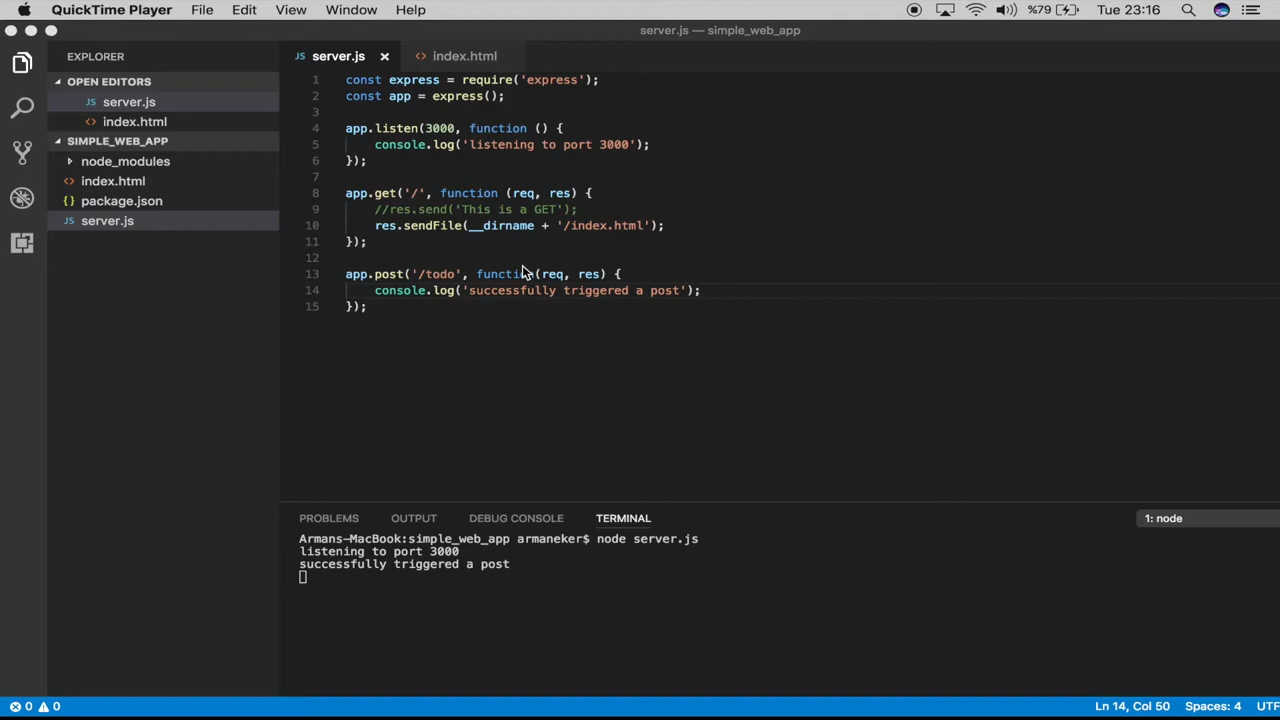 QuickTime Player File Edit View Window Help %79 Tue 23:16
server.js — simple_web_app
EXPLORER
OPEN EDITORS
JS server.js
<> index.html
SIMPLE_WEB_APP
node_modules
<> index.html
{} package.json
JS server.js
JS server.js <> index.html
1 const express = require('express');
2 const app = express();
3
4 app.listen(3000, function () {
5 console.log('listening to port 3000');
6 });
7
8 app.get('/', function (req, res) {
9 //res.send('This is a GET');
10 res.sendFile(__dirname + '/index.html');
11 });
12
13 app.post('/todo', function(req, res) {
14 console.log('successfully triggered a post');
15 });
PROBLEMS OUTPUT DEBUG CONSOLE TERMINAL 1: node
Armans-MacBook:simple_web_app armaneker$ node server.js
listening to port 3000
successfully triggered a post
0 0 Ln 14, Col 50 Spaces: 4 UTF